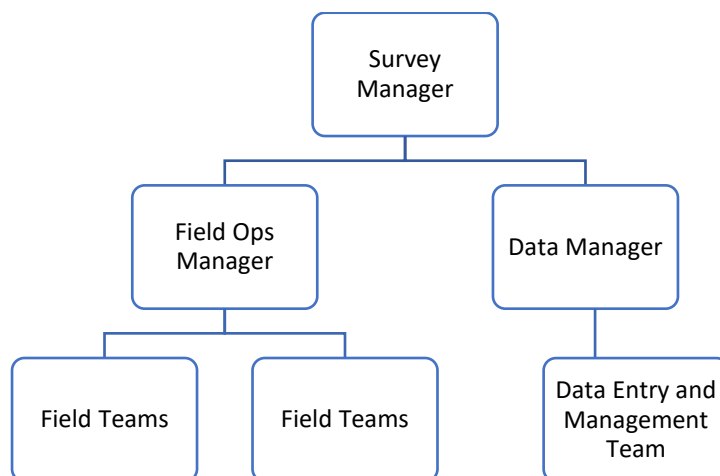 Survey
Manager
Field Ops
Manager
Data Manager
Field Teams
Field Teams
Data Entry and
Management
Team